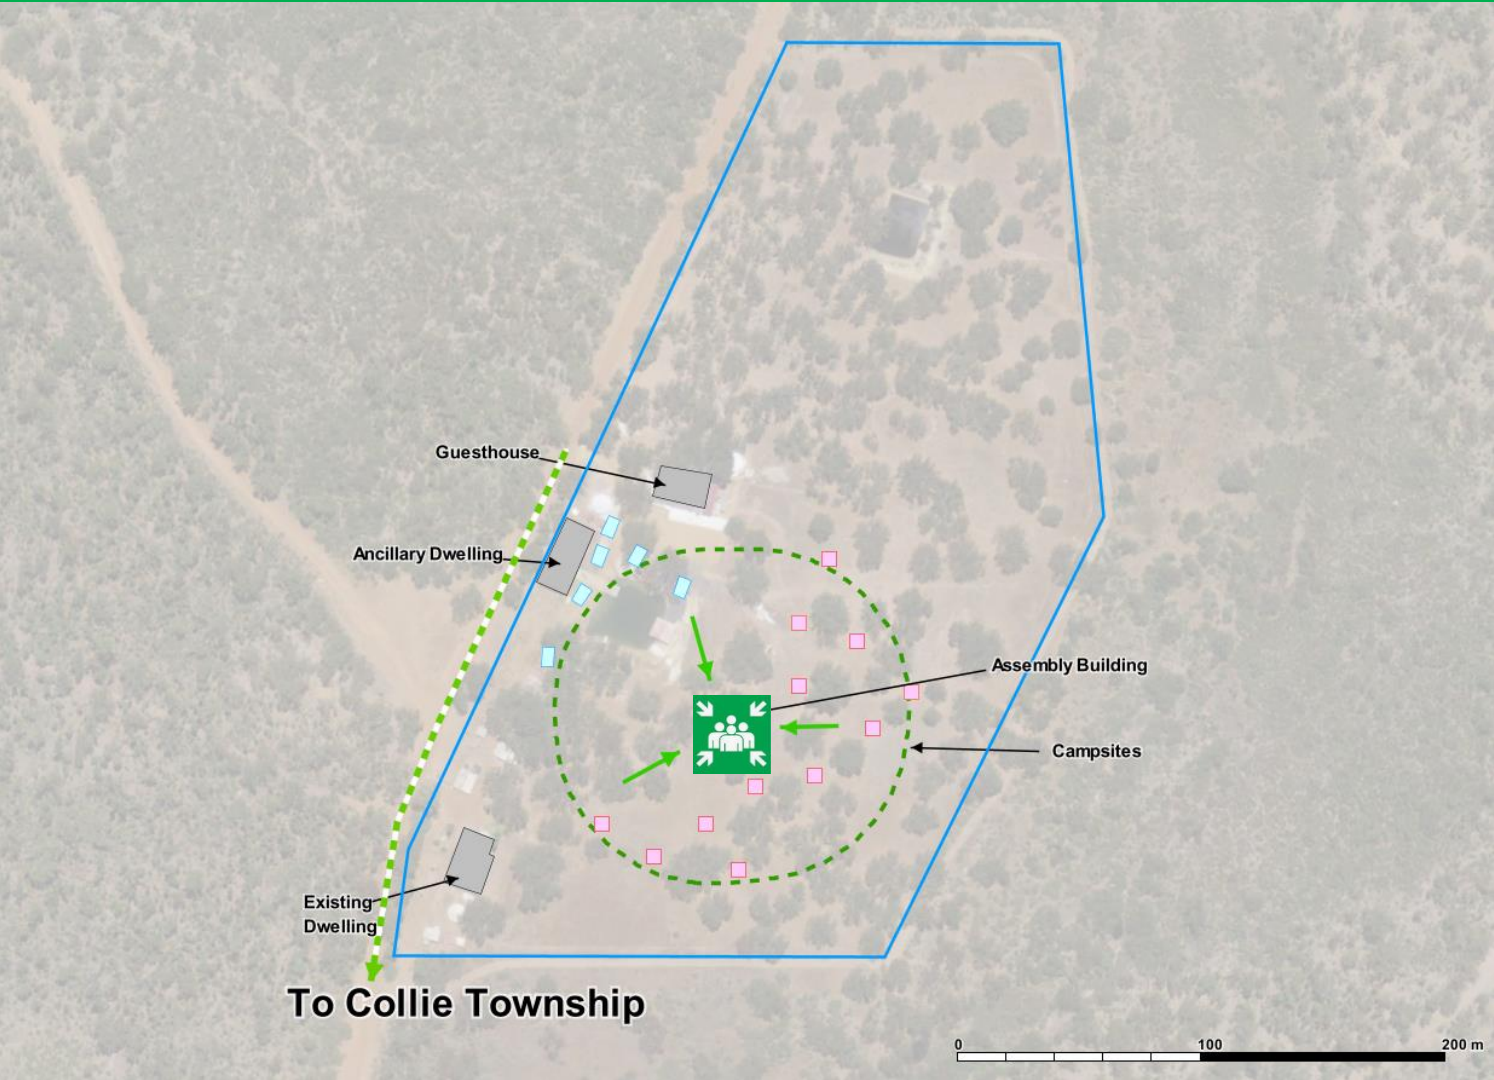 Guesthouse
Ancillary Dwelling
Assembly Building
Campsites
Existing
Dwelling
To Collie Township
0 100 200 m